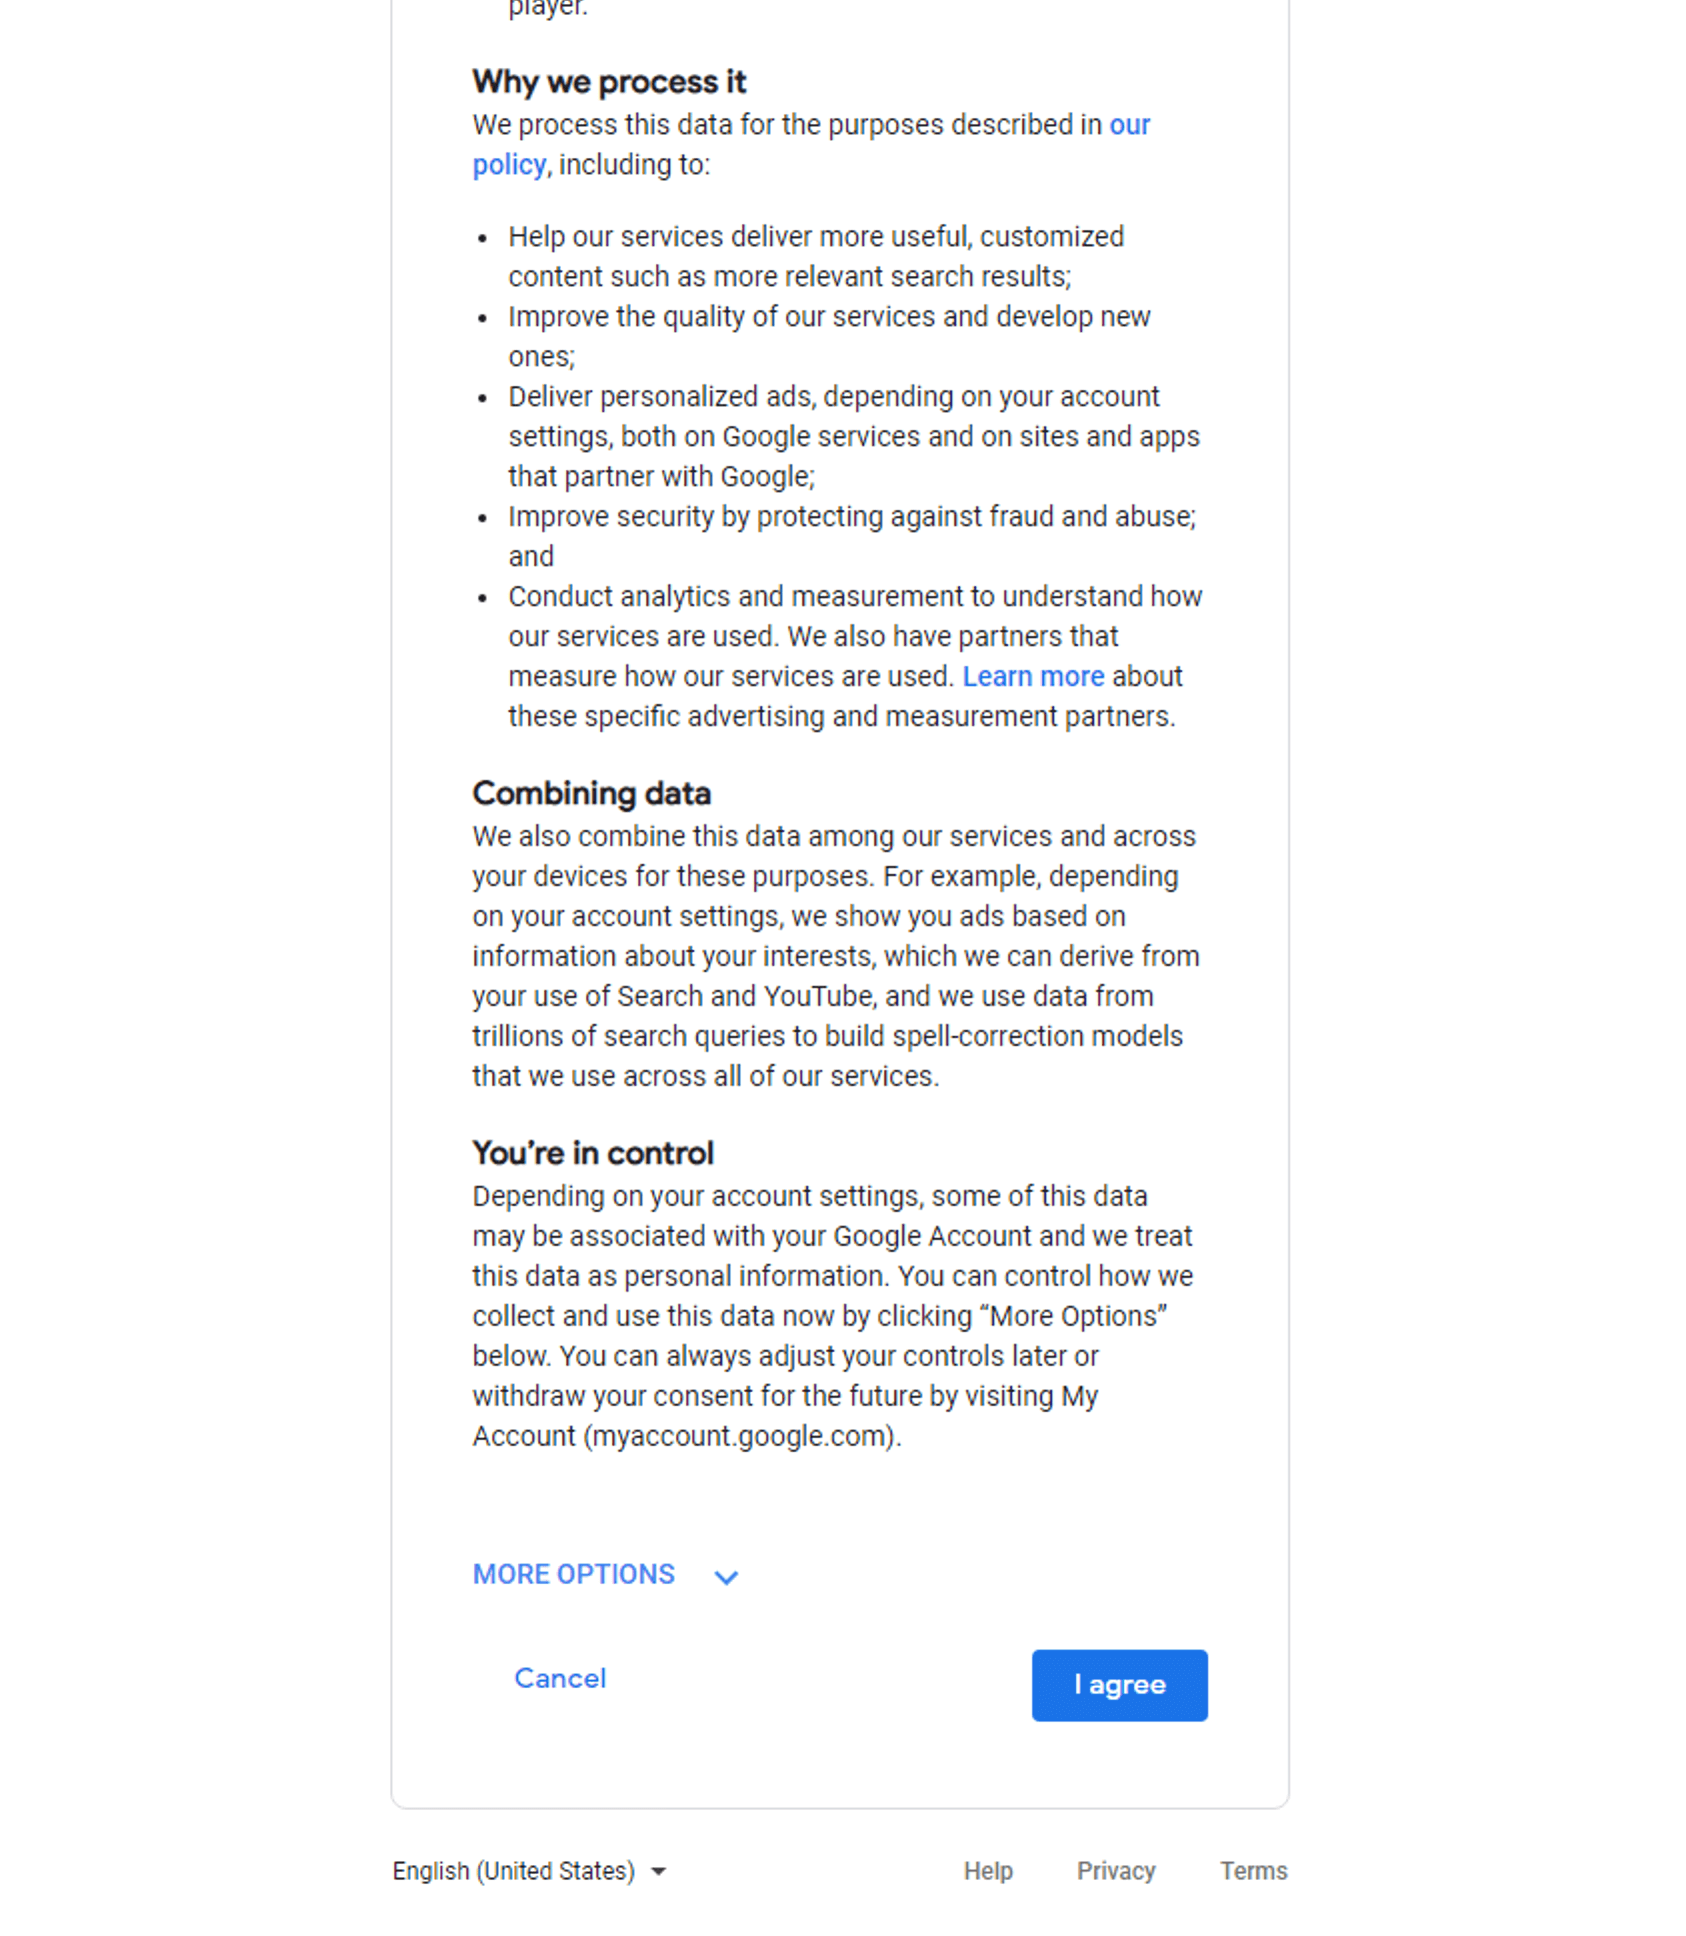 player.
Why we process it
We process this data for the purposes described in our
policy, including to:
• Help our services deliver more useful, customized
content such as more relevant search results;
• Improve the quality of our services and develop new
ones;
• Deliver personalized ads, depending on your account
settings, both on Google services and on sites and apps
that partner with Google;
• Improve security by protecting against fraud and abuse;
and
• Conduct analytics and measurement to understand how
our services are used. We also have partners that
measure how our services are used. Learn more about
these specific advertising and measurement partners.
Combining data
We also combine this data among our services and across
your devices for these purposes. For example, depending
on your account settings, we show you ads based on
information about your interests, which we can derive from
your use of Search and YouTube, and we use data from
trillions of search queries to build spell-correction models
that we use across all of our services.
You’re in control
Depending on your account settings, some of this data
may be associated with your Google Account and we treat
this data as personal information. You can control how we
collect and use this data now by clicking “More Options”
below. You can always adjust your controls later or
withdraw your consent for the future by visiting My
Account (myaccount.google.com).
MORE OPTIONS
Cancel I agree
English (United States) Help Privacy Terms